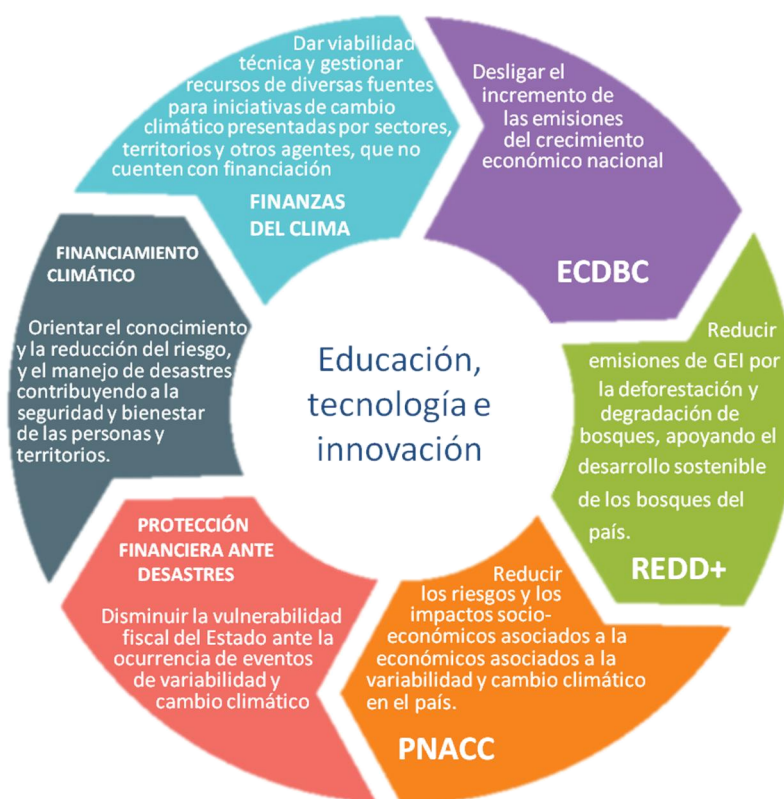 Dar viabilidad
técnica y gestionar
recursos de diversas fuentes
para iniciativas de cambio
climático presentadas por sectores,
territorios y otros agentes, que no
cuenten con financiación
FINANZAS
DEL CLIMA
Desligar el
incremento de
las emisiones
del crecimiento
económico nacional
ECDBC
Reducir
emisiones de GEI por
la deforestación y
degradación de
bosques, apoyando el
desarrollo sostenible
de los bosques del
país.
REDD+
Reducir
los riesgos y los
impactos socio-
económicos asociados a la
económicos asociados a la
variabilidad y cambio climático
en el país.
PNACC
PROTECCIÓN
FINANCIERA ANTE
DESASTRES
Disminuir la vulnerabilidad
fiscal del Estado ante la
ocurrencia de eventos
de variabilidad y
cambio climático
FINANCIAMIENTO
CLIMÁTICO
Orientar el conocimiento
y la reducción del riesgo,
y el manejo de desastres
contribuyendo a la
seguridad y bienestar
de las personas y
territorios.
Educación,
tecnología e
innovación